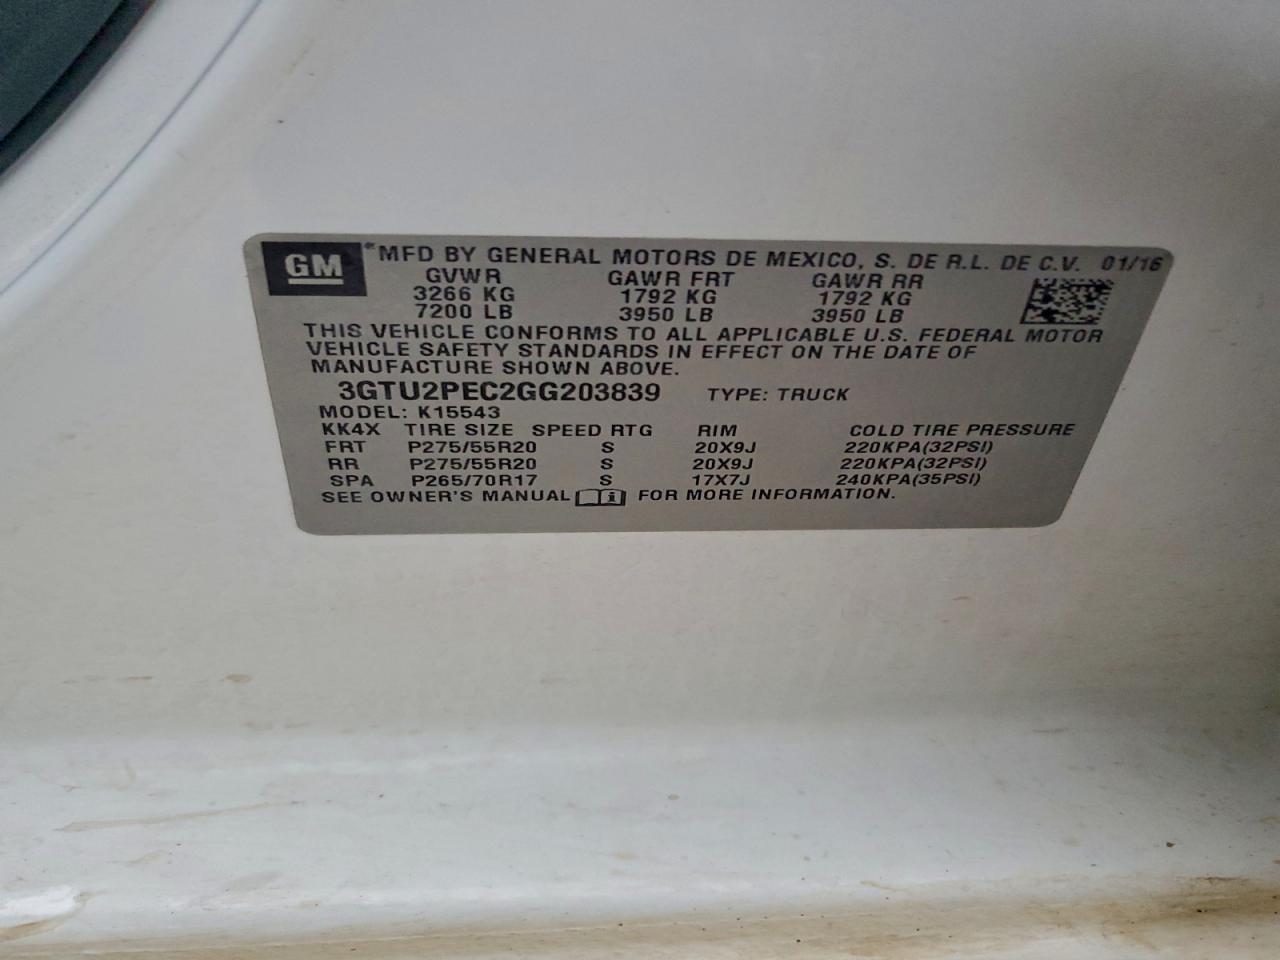 GM
MFD BY GENERAL MOTORS DE MEXICO, S. DE R.L. DE C.V. 01/16
GVWR GAWR FRT GAWR RR
3266 KG 1792 KG 1792 KG
7200 LB 3950 LB 3950 LB
THIS VEHICLE CONFORMS TO ALL APPLICABLE U.S. FEDERAL MOTOR
VEHICLE SAFETY STANDARDS IN EFFECT ON THE DATE OF
MANUFACTURE SHOWN ABOVE.
3GTU2PEC2GG203839 TYPE: TRUCK
MODEL: K15543
KK4X TIRE SIZE SPEED RTG RIM COLD TIRE PRESSURE
FRT P275/55R20 S 20X9J 220KPA(32PSI)
RR P275/55R20 S 20X9J 220KPA(32PSI)
SPA P265/70R17 S 17X7J 240KPA(35PSI)
SEE OWNER'S MANUAL FOR MORE INFORMATION.